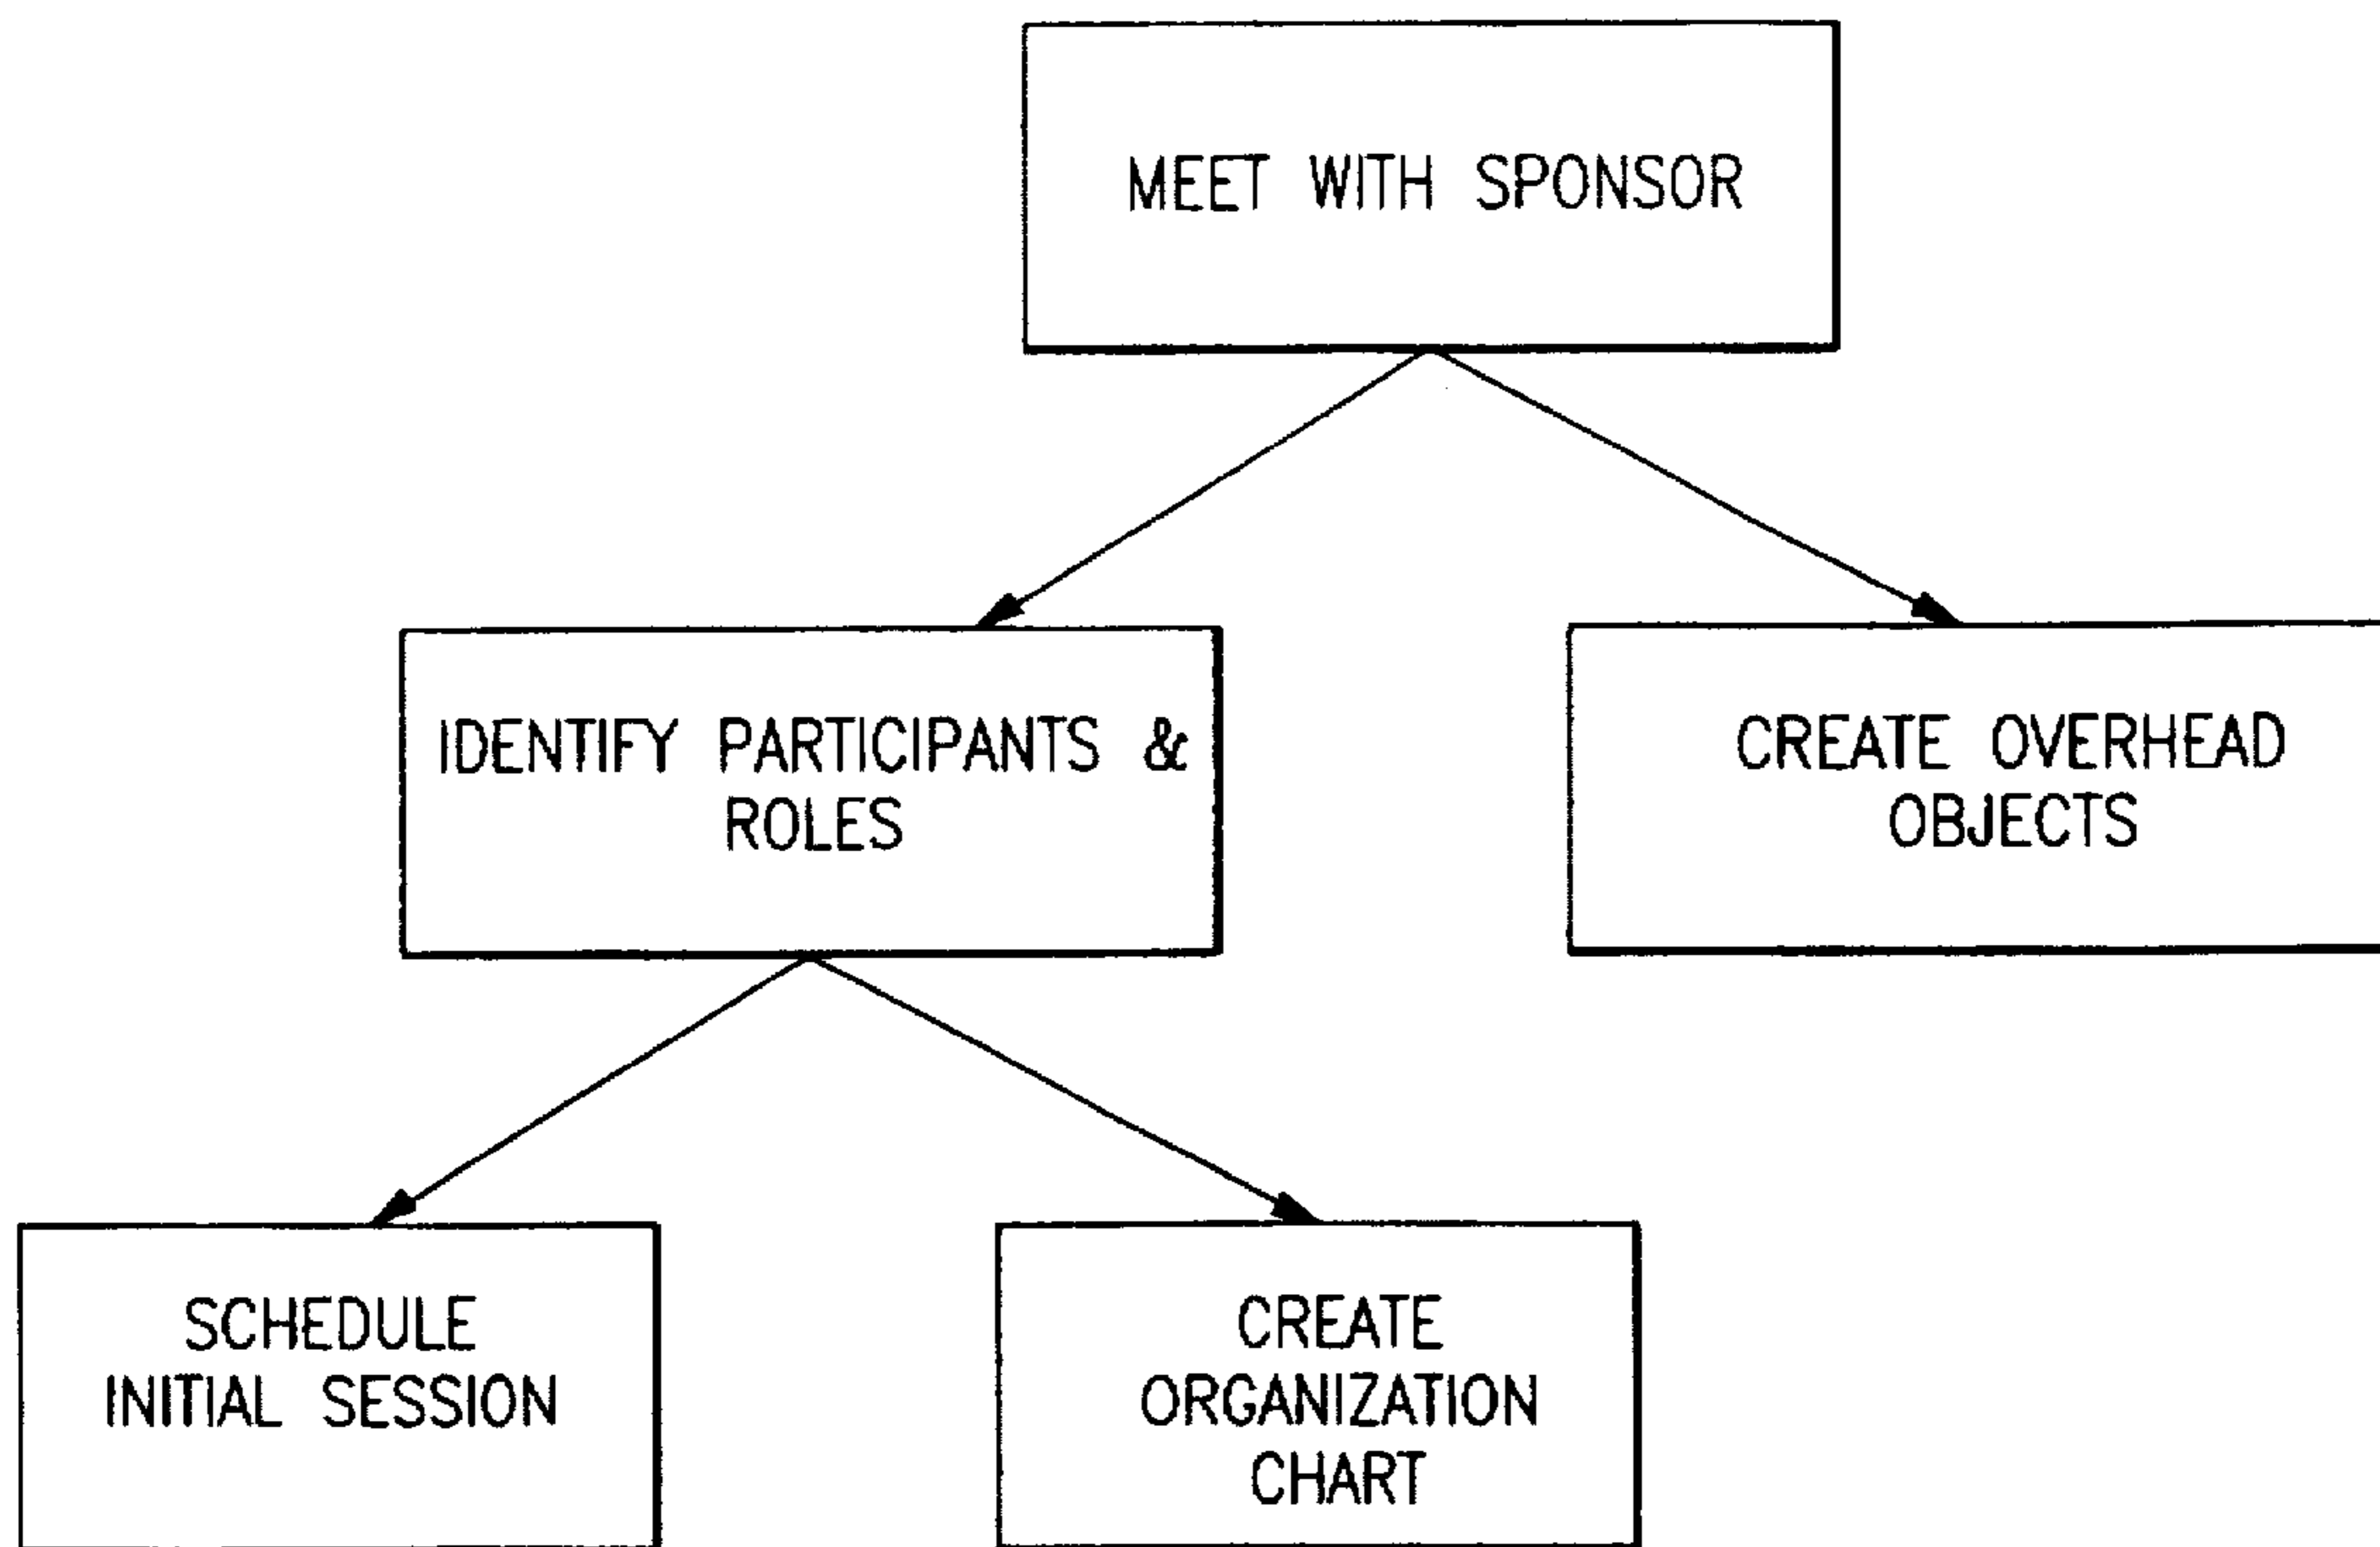 MEET WITH SPONSOR
IDENTIFY PARTICIPANTS &
ROLES
CREATE OVERHEAD
OBJECTS
SCHEDULE
INITIAL SESSION
CREATE
ORGANIZATION
CHART